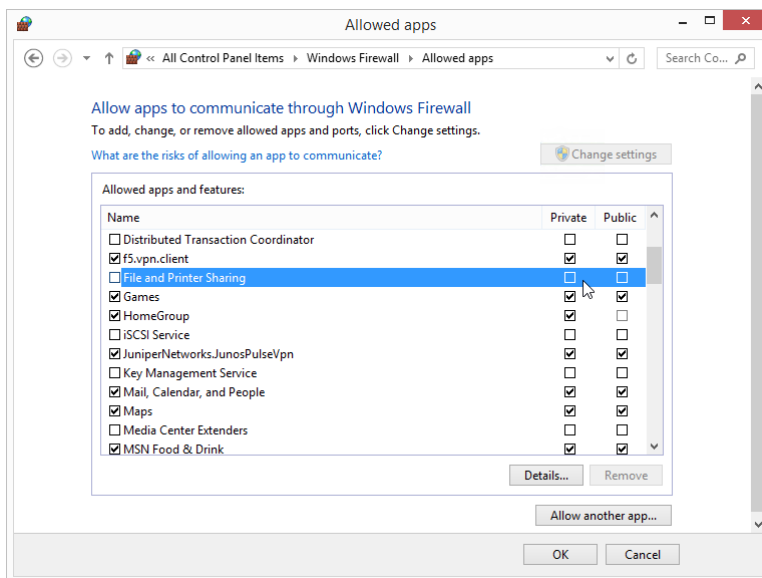 Allowed apps
« All Control Panel Items Windows Firewall Allowed apps Search Co...
Allow apps to communicate through Windows Firewall
To add, change, or remove allowed apps and ports, click Change settings.
What are the risks of allowing an app to communicate? Change settings
Allowed apps and features:
Name Private Public
Distributed Transaction Coordinator
f5.vpn.client
File and Printer Sharing
Games
HomeGroup
iSCSI Service
JuniperNetworks.JunosPulseVpn
Key Management Service
Mail, Calendar, and People
Maps
Media Center Extenders
MSN Food & Drink
Details... Remove
Allow another app...
OK Cancel